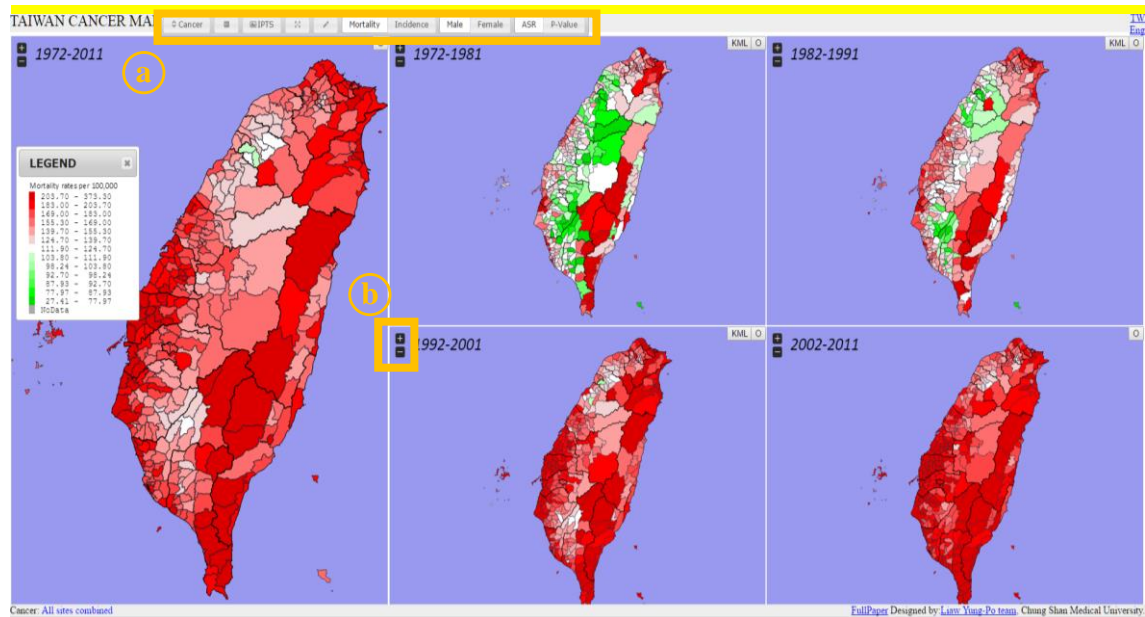 TAIWAN CANCER MA
Cancer IPTS Mortality Incidence Male Female ASR P-Value
TW
Eng
a
1972-2011
KML O
1972-1981
KML O
1982-1991
LEGEND
Mortality rates per 100,000
203.70 - 373.30
183.00 - 203.70
169.00 - 183.00
155.30 - 169.00
139.70 - 155.30
124.70 - 139.70
111.90 - 124.70
103.80 - 111.90
98.24 - 103.80
92.70 - 98.24
87.93 - 92.70
77.97 - 87.93
27.41 - 77.97
NoData
b
KML O
1992-2001
O
2002-2011
Cancer: All sites combined
FullPaper Designed by Liaw Yung-Po team, Chung Shan Medical University.